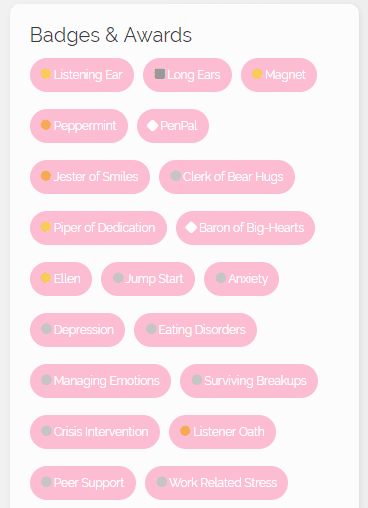 Badges & Awards
Listening Ear Long Ears Magnet
Peppermint PenPal
Jester of Smiles Clerk of Bear Hugs
Piper of Dedication Baron of Big-Hearts
Ellen Jump Start Anxiety
Depression Eating Disorders
Managing Emotions Surviving Breakups
Crisis Intervention Listener Oath
Peer Support Work Related Stress